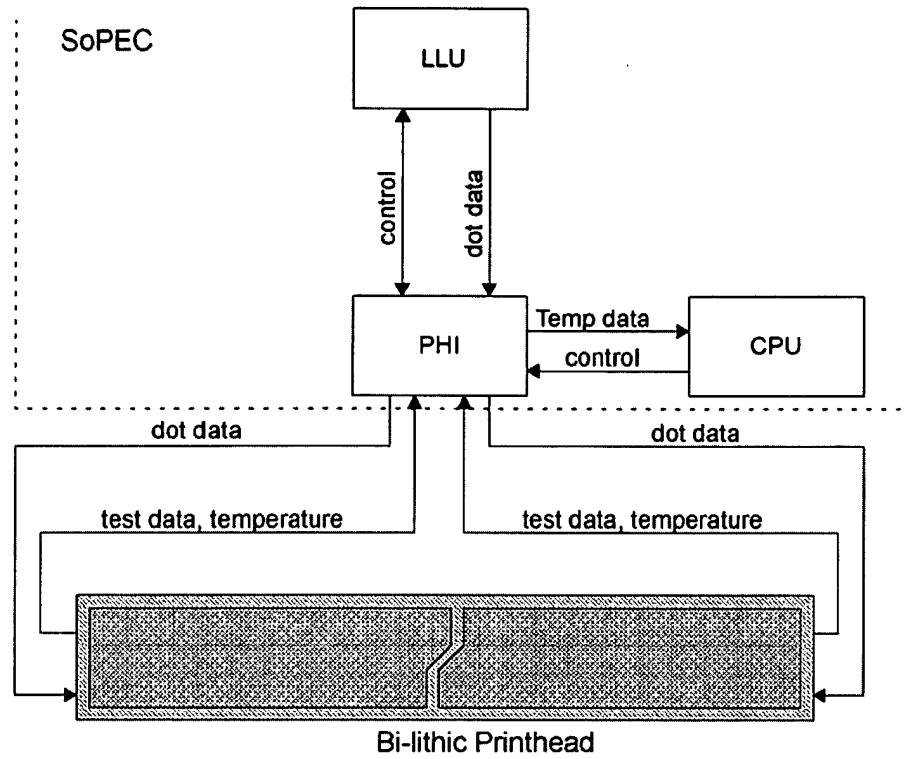 SoPEC
LLU
control
dot data
PHI
Temp data
control
CPU
dot data
dot data
test data, temperature
test data, temperature
Bi-lithic Printhead